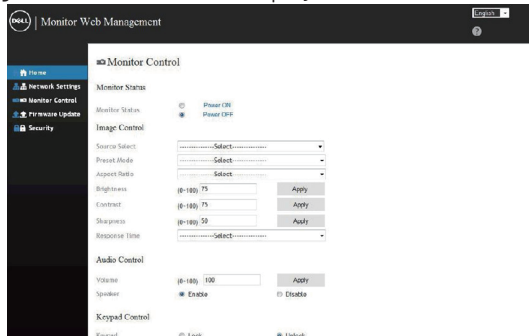 DELL | Monitor Web Management
English
?
Monitor Control
Home
Network Settings
Monitor Control
Firmware Update
Security
Monitor Status
Monitor Status
Power ON
Power OFF
Image Control
Source Select --------------Select--------------
Preset Mode --------------Select--------------
Aspect Ratio --------------Select--------------
Brightness (0~100) 75 Apply
Contrast (0~100) 75 Apply
Sharpness (0~100) 50 Apply
Response Time --------------Select--------------
Audio Control
Volume (0~100) 100 Apply
Speaker Enable Disable
Keypad Control
Keypad Lock Unlock